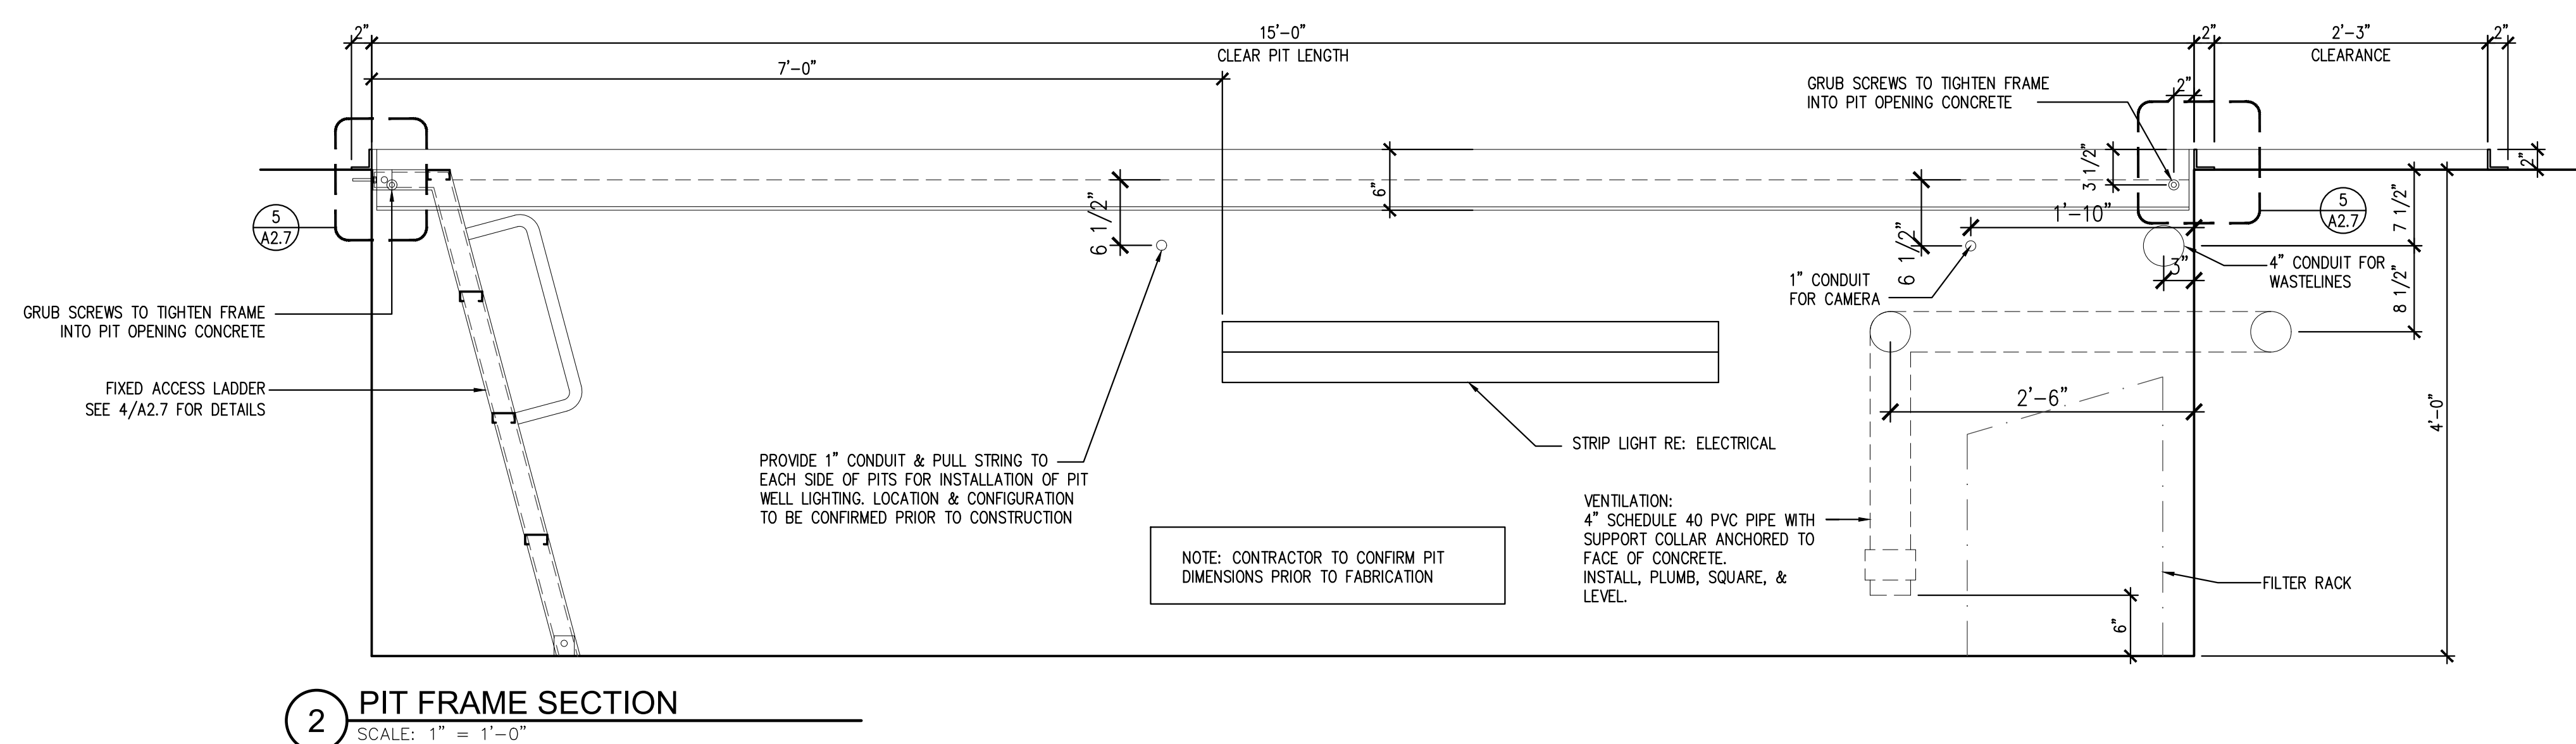 2" 15'-0" 2" 2'-3" 2"
CLEAR PIT LENGTH CLEARANCE
7'-0"
GRUB SCREWS TO TIGHTEN FRAME
INTO PIT OPENING CONCRETE
2"
3 1/2"
2"
6"
5
A2.7
5
A2.7
6 1/2"
6 1/2"
1'-10"
7 1/2"
3"
4" CONDUIT FOR
WASTELINES
8 1/2"
1" CONDUIT
FOR CAMERA
GRUB SCREWS TO TIGHTEN FRAME
INTO PIT OPENING CONCRETE
FIXED ACCESS LADDER
SEE 4/A2.7 FOR DETAILS
2'-6"
4'-0"
STRIP LIGHT RE: ELECTRICAL
PROVIDE 1" CONDUIT & PULL STRING TO
EACH SIDE OF PITS FOR INSTALLATION OF PIT
WELL LIGHTING. LOCATION & CONFIGURATION
TO BE CONFIRMED PRIOR TO CONSTRUCTION
VENTILATION:
4" SCHEDULE 40 PVC PIPE WITH
SUPPORT COLLAR ANCHORED TO
FACE OF CONCRETE.
INSTALL, PLUMB, SQUARE, &
LEVEL.
NOTE: CONTRACTOR TO CONFIRM PIT
DIMENSIONS PRIOR TO FABRICATION
FILTER RACK
6"
2 PIT FRAME SECTION
SCALE: 1" = 1'-0"